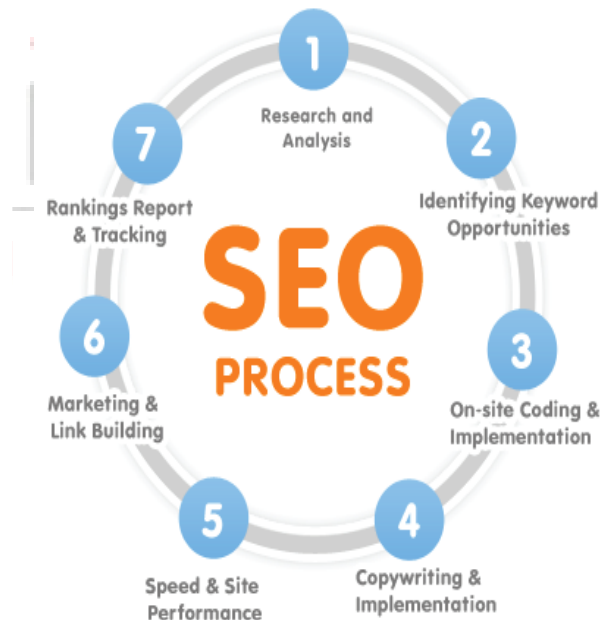 1
Research and
Analysis
2
Identifying Keyword
Opportunities
3
On-site Coding &
Implementation
4
Copywriting &
Implementation
5
Speed & Site
Performance
6
Marketing &
Link Building
7
Rankings Report
& Tracking
SEO
PROCESS